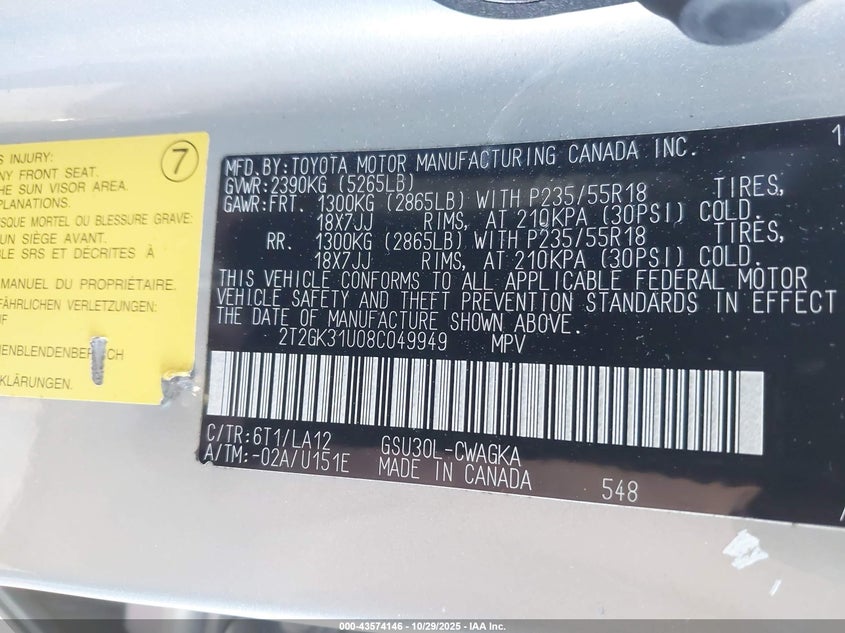 S INJURY:
NY FRONT SEAT.
HE SUN VISOR AREA.
PLANATIONS.
SQUE MORTEL OU BLESSURE GRAVE:
UN SIÈGE AVANT.
BLE SRS ET DÉCRITES À
MANUEL DU PROPRIÉTAIRE.
FÄHRLICHEN VERLETZUNGEN:
NENBLENDENBEREICH
KLÄRUNGEN.
7
MFD.BY:TOYOTA MOTOR MANUFACTURING CANADA INC.
GVWR:2390KG (5265LB)
GAWR:FRT. 1300KG (2865LB) WITH P235/55R18 TIRES,
18X7JJ RIMS, AT 210KPA (30PSI) COLD.
RR. 1300KG (2865LB) WITH P235/55R18 TIRES,
18X7JJ RIMS, AT 210KPA (30PSI) COLD.
THIS VEHICLE CONFORMS TO ALL APPLICABLE FEDERAL MOTOR
VEHICLE SAFETY AND THEFT PREVENTION STANDARDS IN EFFECT
THE DATE OF MANUFACTURE SHOWN ABOVE.
2T2GK31U08C049949 MPV
C/TR:6T1/LA12 GSU30L-CWAGKA
A/TM:-02A/U151E MADE IN CANADA
548
000-43574146 - 10/29/2025 - IAA Inc.